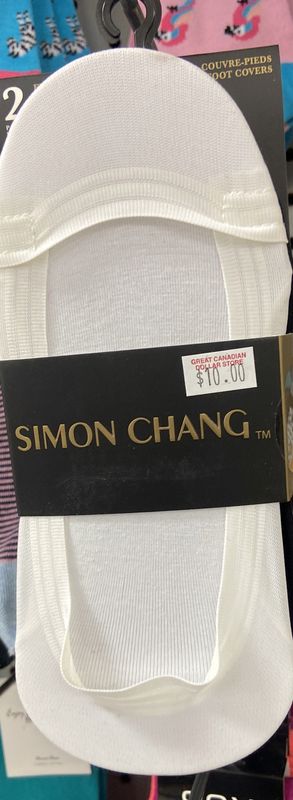 2
COUVRE-PIEDS
FOOT COVERS
GREAT CANADIAN
DOLLAR STORE
$10.00
SIMON CHANG™